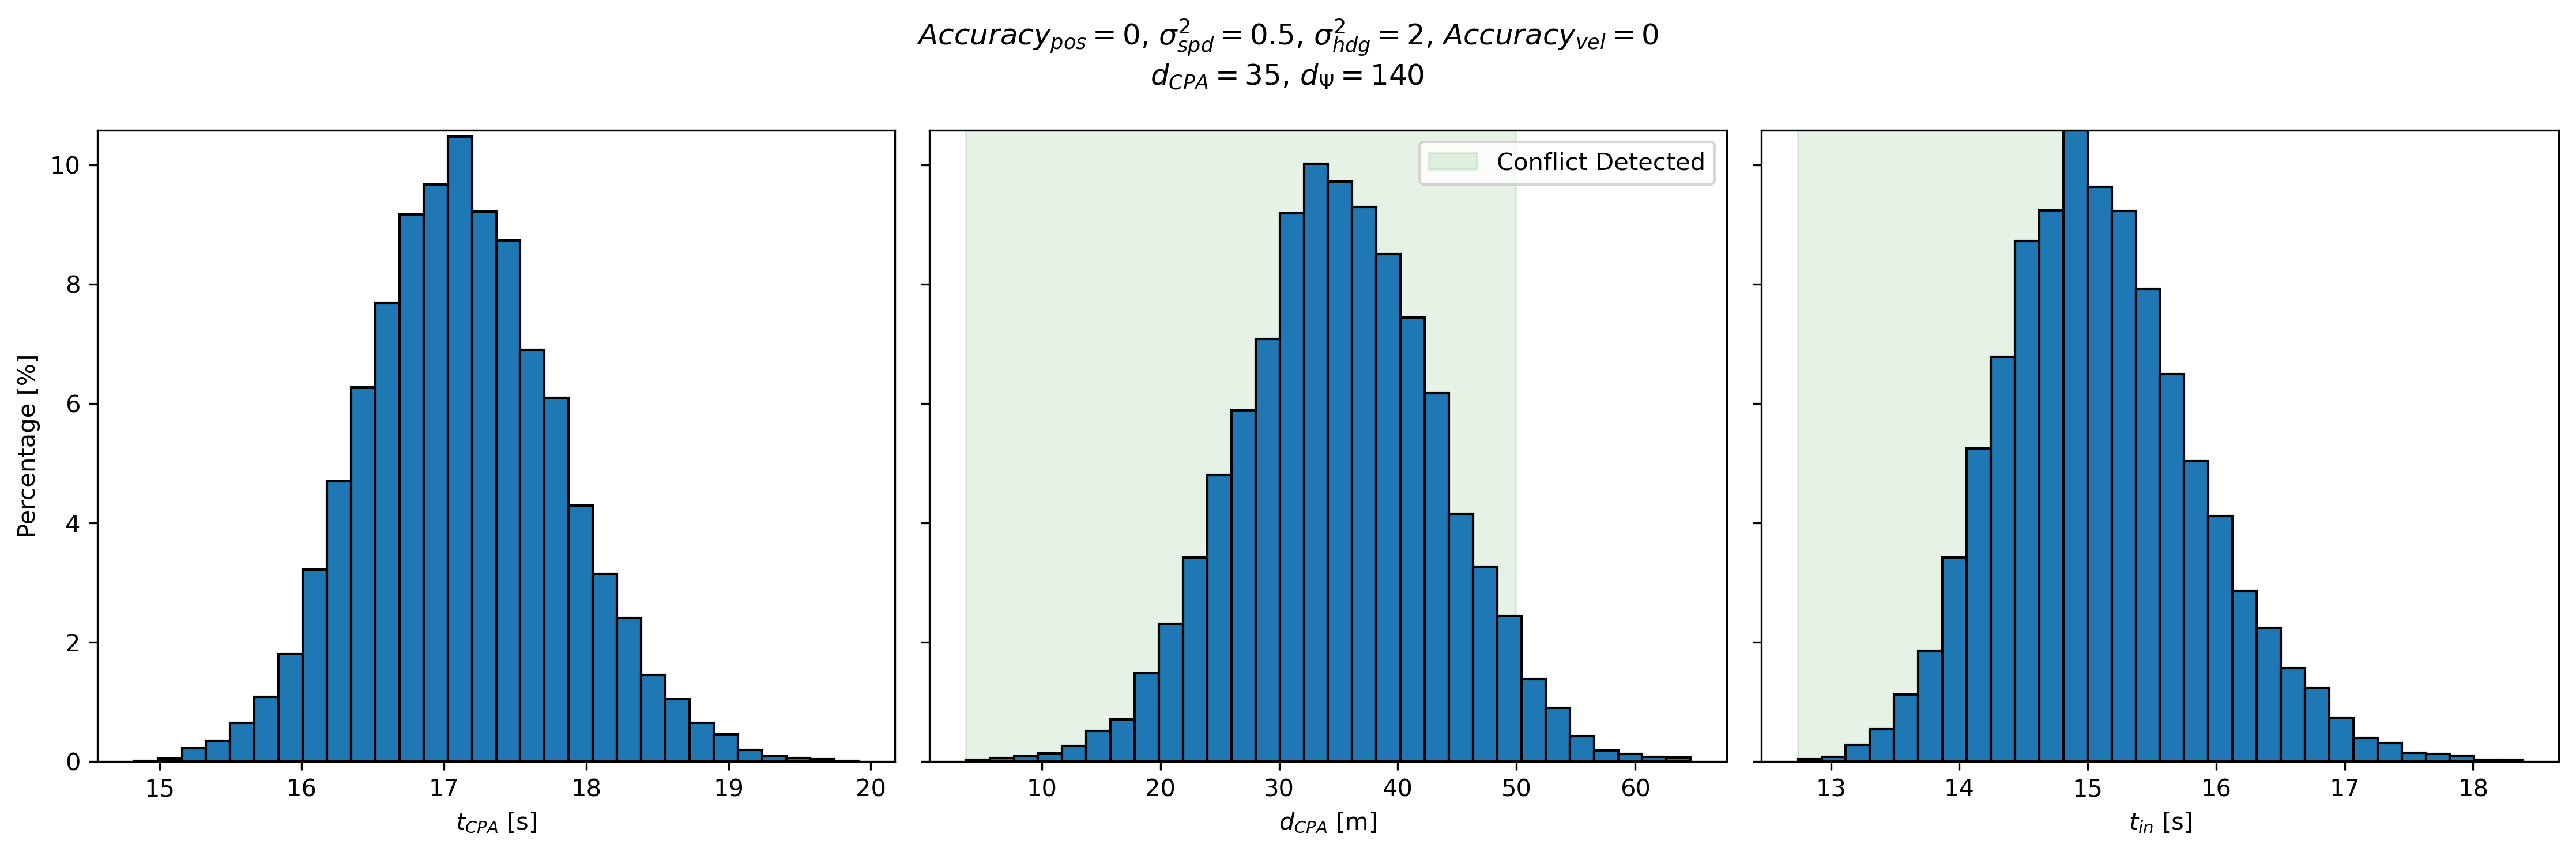 Accuracy_pos = 0, σ²_spd = 0.5, σ²_hdg = 2, Accuracy_vel = 0
d_CPA = 35, d_Ψ = 140
Percentage [%]
10
8
6
4
2
0
15 16 17 18 19 20
t_CPA [s]
Conflict Detected
10 20 30 40 50 60
d_CPA [m]
13 14 15 16 17 18
t_in [s]